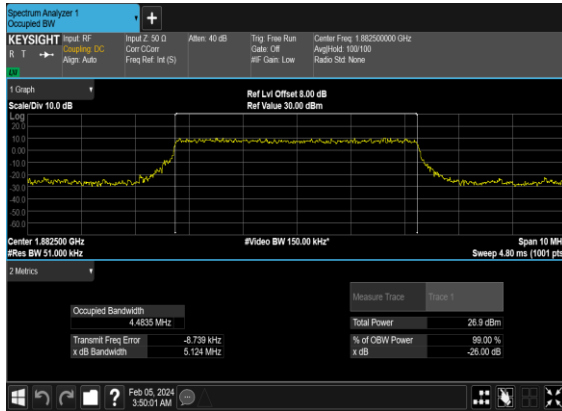 Spectrum Analyzer 1
Occupied BW
+
KEYSIGHT
R T
LXI
Input: RF
Coupling: DC
Align: Auto
Input Z: 50 Ω
Corr CCorr
Freq Ref: Int (S)
Atten: 40 dB
Trig: Free Run
Gate: Off
#IF Gain: Low
Center Freq: 1.882500000 GHz
Avg|Hold: 100/100
Radio Std: None
1 Graph
Scale/Div 10.0 dB
Ref Lvl Offset 8.00 dB
Ref Value 30.00 dBm
Log
20.0
10.0
0.00
-10.0
-20.0
-30.0
-40.0
-50.0
-60.0
Center 1.882500 GHz
#Res BW 51.000 kHz
#Video BW 150.00 kHz*
Span 10 MH
Sweep 4.80 ms (1001 pts
2 Metrics
Measure Trace Trace 1
Occupied Bandwidth
4.4835 MHz
Total Power 26.9 dBm
Transmit Freq Error -8.739 kHz
% of OBW Power 99.00 %
x dB Bandwidth 5.124 MHz
x dB -26.00 dB
?
Feb 05, 2024
3:50:01 AM